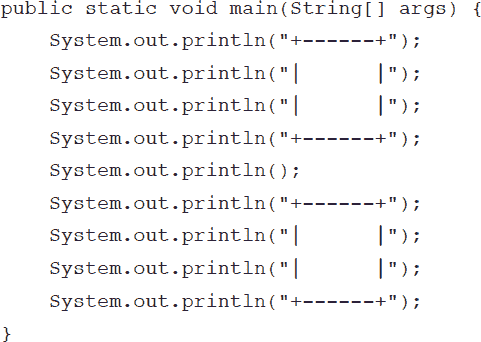 public static void main(String[] args) {
    System.out.println("+------+");
    System.out.println("|      |");
    System.out.println("|      |");
    System.out.println("+------+");
    System.out.println();
    System.out.println("+------+");
    System.out.println("|      |");
    System.out.println("|      |");
    System.out.println("+------+");
}